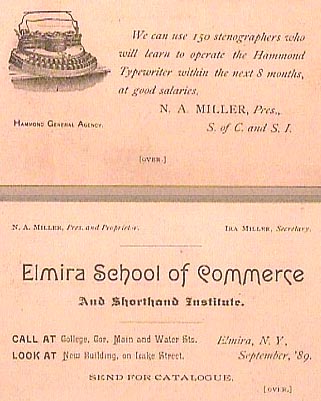 We can use 150 stenographers who
will learn to operate the Hammond
Typewriter within the next 8 months,
at good salaries.
N. A. MILLER, Pres.,
S. of C. and S. I.
HAMMOND GENERAL AGENCY.
[OVER.]
N. A. MILLER, Pres. and Proprietor.
IRA MILLER, Secretary.
Elmira School of Commerce
And Shorthand Institute.
CALL AT College, Cor. Main and Water Sts.
LOOK AT New Building, on Lake Street.
Elmira, N. Y.,
September, '89.
SEND FOR CATALOGUE.
[OVER.]